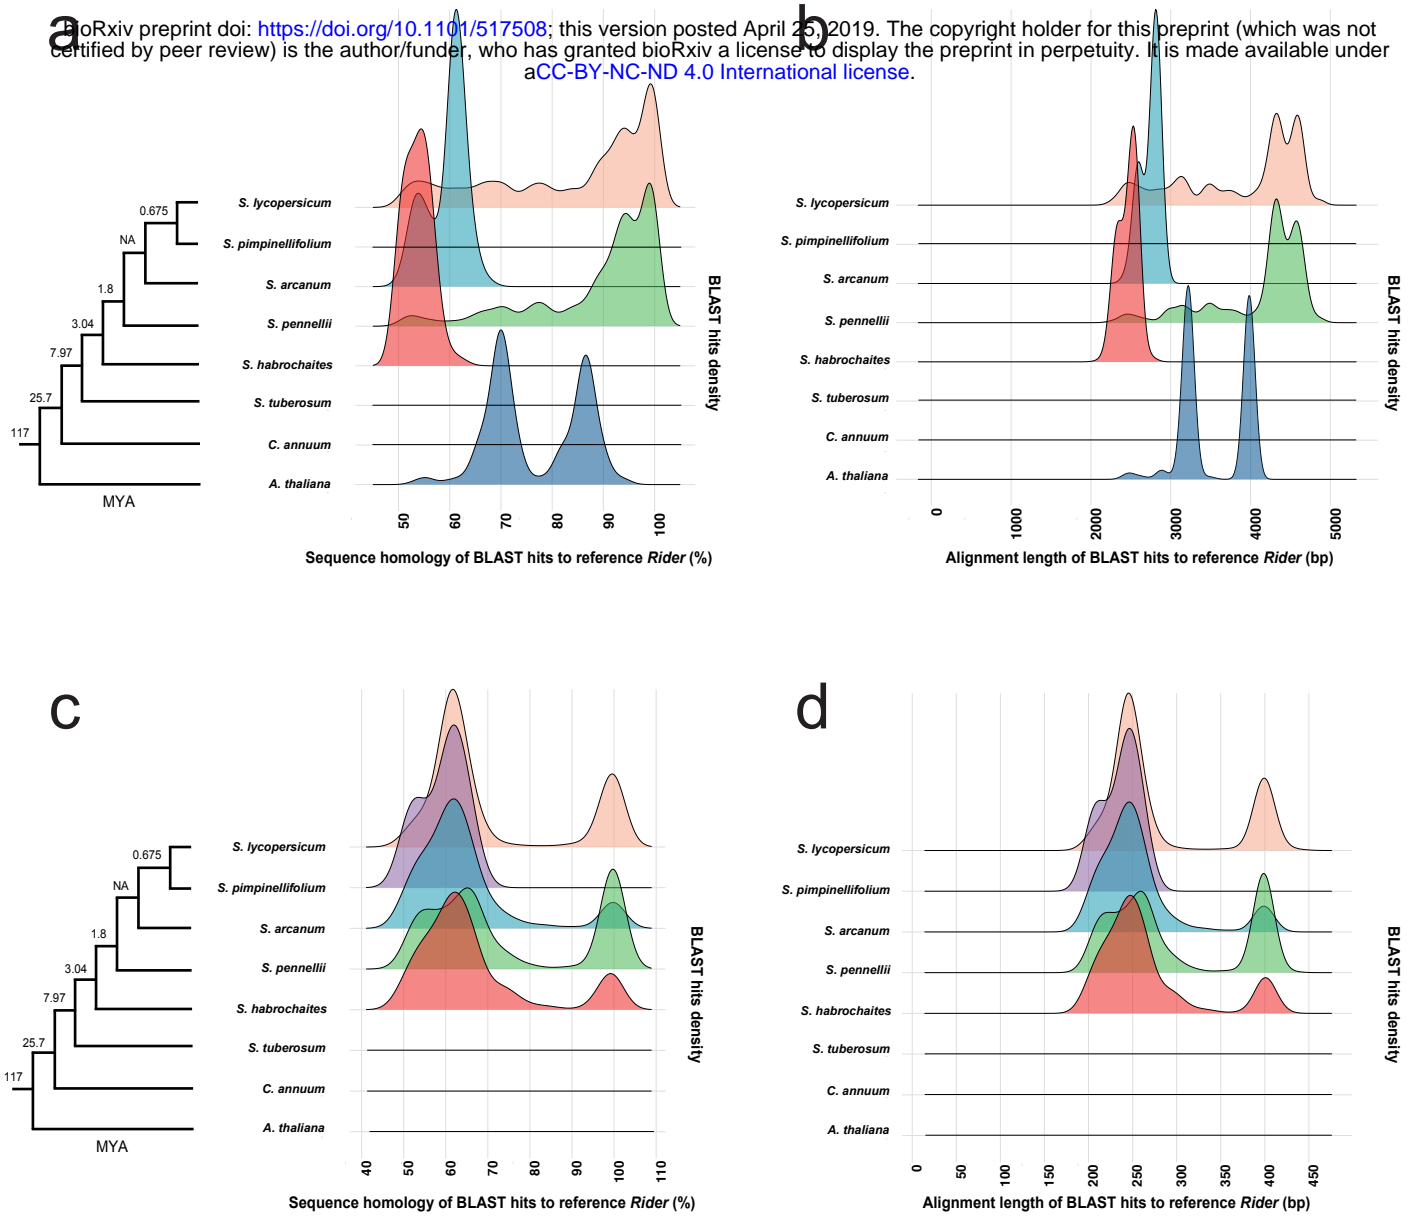 a
b
bioRxiv preprint doi: https://doi.org/10.1101/517508; this version posted April 25, 2019. The copyright holder for this preprint (which was not
certified by peer review) is the author/funder, who has granted bioRxiv a license to display the preprint in perpetuity. It is made available under
aCC-BY-NC-ND 4.0 International license.
0.675
NA
1.8
3.04
7.97
25.7
117
MYA
S. lycopersicum
S. pimpinellifolium
S. arcanum
S. pennellii
S. habrochaites
S. tuberosum
C. annuum
A. thaliana
50 60 70 80 90 100
Sequence homology of BLAST hits to reference Rider (%)
BLAST hits density
S. lycopersicum
S. pimpinellifolium
S. arcanum
S. pennellii
S. habrochaites
S. tuberosum
C. annuum
A. thaliana
0 1000 2000 3000 4000 5000
Alignment length of BLAST hits to reference Rider (bp)
BLAST hits density
c
0.675
NA
1.8
3.04
7.97
25.7
117
MYA
S. lycopersicum
S. pimpinellifolium
S. arcanum
S. pennellii
S. habrochaites
S. tuberosum
C. annuum
A. thaliana
40 50 60 70 80 90 100 110
Sequence homology of BLAST hits to reference Rider (%)
BLAST hits density
d
S. lycopersicum
S. pimpinellifolium
S. arcanum
S. pennellii
S. habrochaites
S. tuberosum
C. annuum
A. thaliana
0 50 100 150 200 250 300 350 400 450
Alignment length of BLAST hits to reference Rider (bp)
BLAST hits density